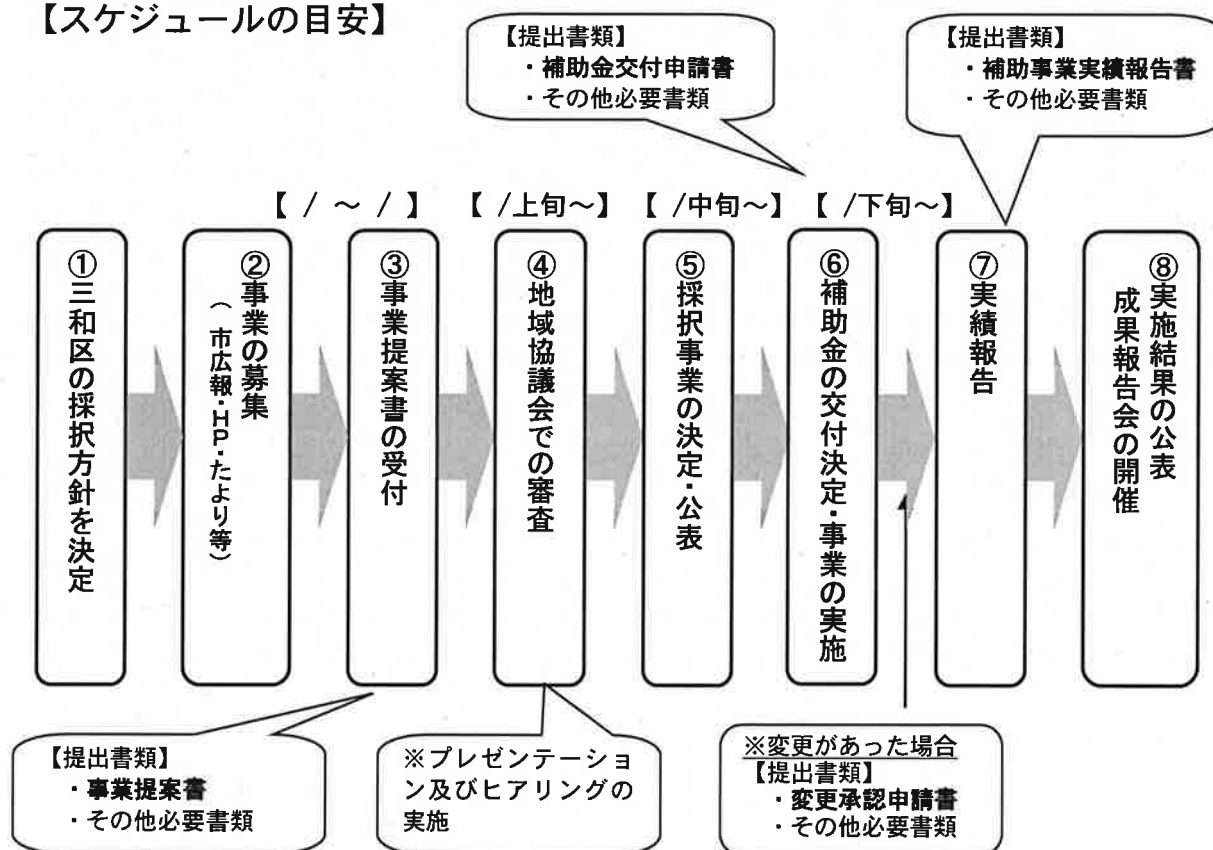 【スケジュールの目安】
【提出書類】
・補助金交付申請書
・その他必要書類
【提出書類】
・補助事業実績報告書
・その他必要書類
【 / ～ / 】
【 /上旬～】
【 /中旬～】
【 /下旬～】
①三和区の採択方針を決定
②事業の募集
（市広報・HP・たより等）
③事業提案書の受付
④地域協議会での審査
⑤採択事業の決定・公表
⑥補助金の交付決定・事業の実施
⑦実績報告
⑧実施結果の公表
成果報告会の開催
【提出書類】
・事業提案書
・その他必要書類
※プレゼンテーショ
ン及びヒアリングの
実施
※変更があった場合
【提出書類】
・変更承認申請書
・その他必要書類